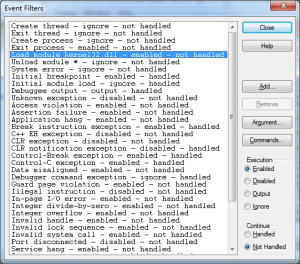 Event Filters
Create thread - ignore - not handled
Exit thread - ignore - not handled
Create process - ignore - not handled
Exit process - enabled - not handled
Load module kernel32.dll - enabled - not handled
Unload module * - ignore - not handled
System error - ignore - not handled
Initial breakpoint - enabled - handled
Initial module load - ignore - handled
Debuggee output - output - handled
Unknown exception - disabled - not handled
Access violation - enabled - not handled
Assertion failure - enabled - not handled
Application hang - enabled - not handled
Break instruction exception - enabled - handled
C++ EH exception - disabled - not handled
CLR exception - disabled - not handled
CLR notification exception - disabled - handled
Control-Break exception - enabled - handled
Control-C exception - enabled - handled
Data misaligned - enabled - not handled
Debugger command exception - ignore - handled
Guard page violation - enabled - not handled
Illegal instruction - disabled - not handled
In-page I/O error - enabled - not handled
Integer divide-by-zero - enabled - not handled
Integer overflow - enabled - not handled
Invalid handle - enabled - not handled
Invalid lock sequence - enabled - not handled
Invalid system call - enabled - not handled
Port disconnected - disabled - not handled
Service hang - enabled - not handled
Close
Help
Add...
Remove
Argument...
Commands...
Execution
Enabled
Disabled
Output
Ignore
Continue
Handled
Not Handled